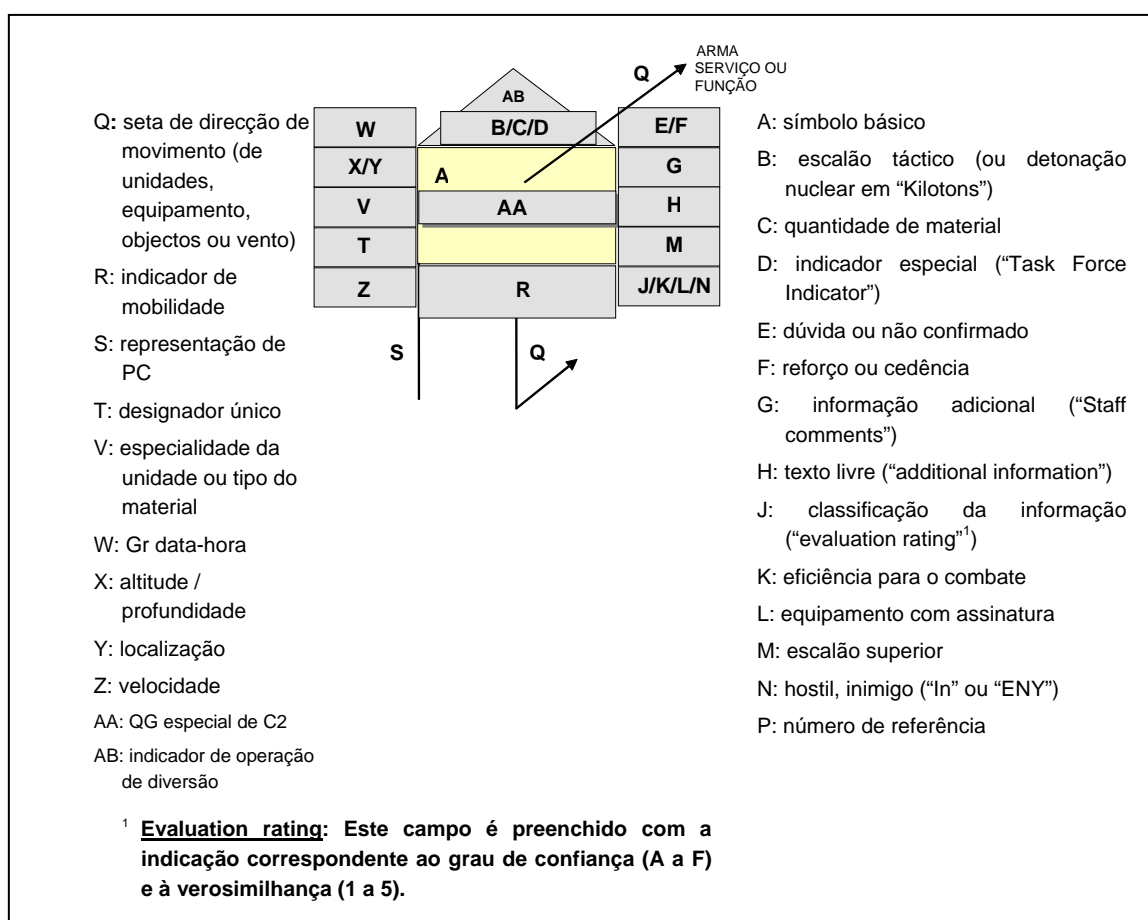 ARMA
SERVIÇO OU
FUNÇÃO
Q
AB
W
B/C/D
E/F
X/Y
A
G
V
AA
H
T
M
Z
R
J/K/L/N
S
Q
Q: seta de direcção de
movimento (de
unidades,
equipamento,
objectos ou vento)
R: indicador de
mobilidade
S: representação de
PC
T: designador único
V: especialidade da
unidade ou tipo do
material
W: Gr data-hora
X: altitude /
profundidade
Y: localização
Z: velocidade
AA: QG especial de C2
AB: indicador de operação
de diversão
A: símbolo básico
B: escalão táctico (ou detonação
nuclear em “Kilotons”)
C: quantidade de material
D: indicador especial (“Task Force
Indicator”)
E: dúvida ou não confirmado
F: reforço ou cedência
G: informação adicional (“Staff
comments”)
H: texto livre (“additional information”)
J: classificação da informação
(“evaluation rating”1)
K: eficiência para o combate
L: equipamento com assinatura
M: escalão superior
N: hostil, inimigo (“In” ou “ENY”)
P: número de referência
1 Evaluation rating: Este campo é preenchido com a
indicação correspondente ao grau de confiança (A a F)
e à verosimilhança (1 a 5).